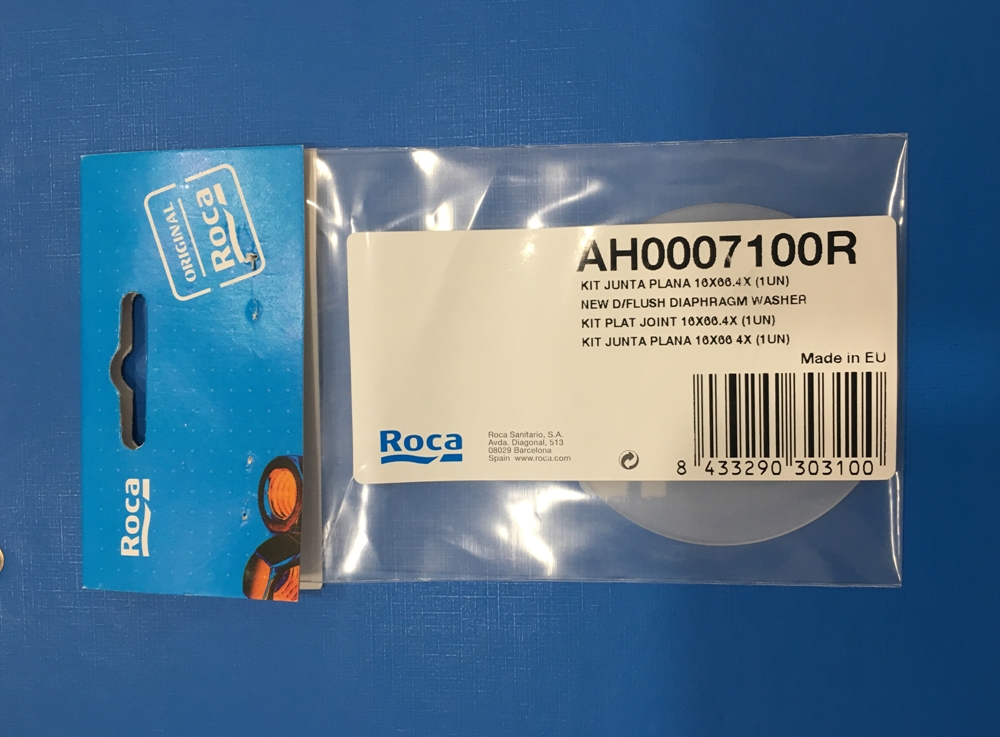 ORIGINAL
Roca
Roca
AH0007100R
KIT JUNTA PLANA 16X66.4X (1UN)
NEW D/FLUSH DIAPHRAGM WASHER
KIT PLAT JOINT 16X66.4X (1UN)
KIT JUNTA PLANA 16X66 4X (1UN)
Made in EU
Roca
Roca Sanitario, S.A.
Avda. Diagonal, 513
08029 Barcelona
Spain www.roca.com
8 433290 303100